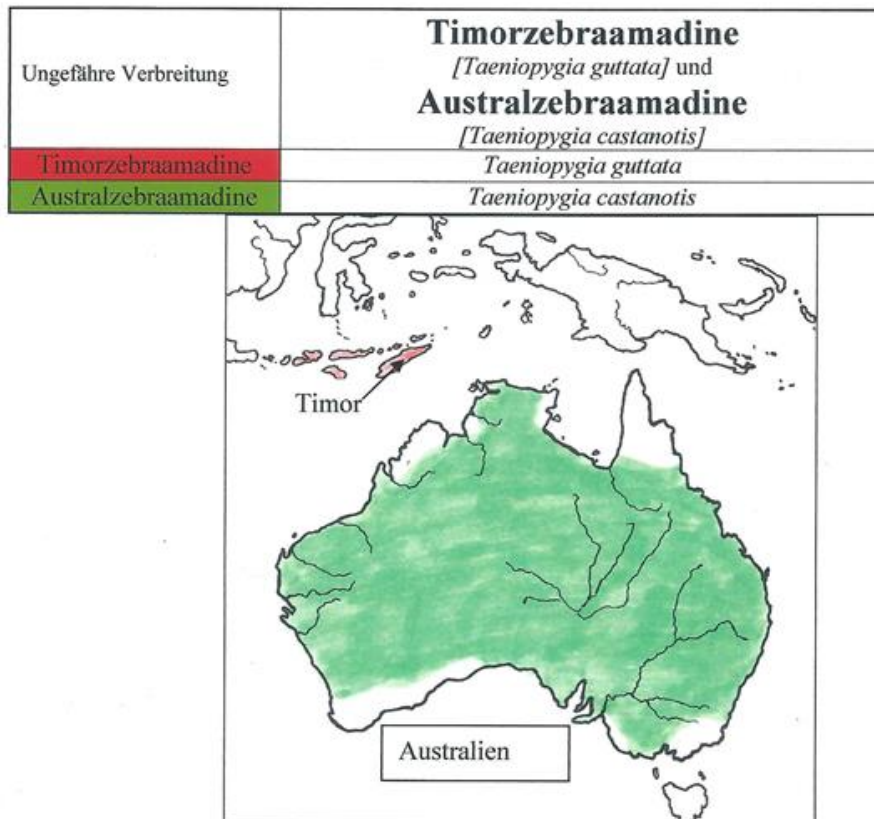 Ungefähre Verbreitung
Timorzebraamadine
[Taeniopygia guttata] und
Australzebraamadine
[Taeniopygia castanotis]
Timorzebraamadine Taeniopygia guttata
Australzebraamadine Taeniopygia castanotis
Timor
Australien